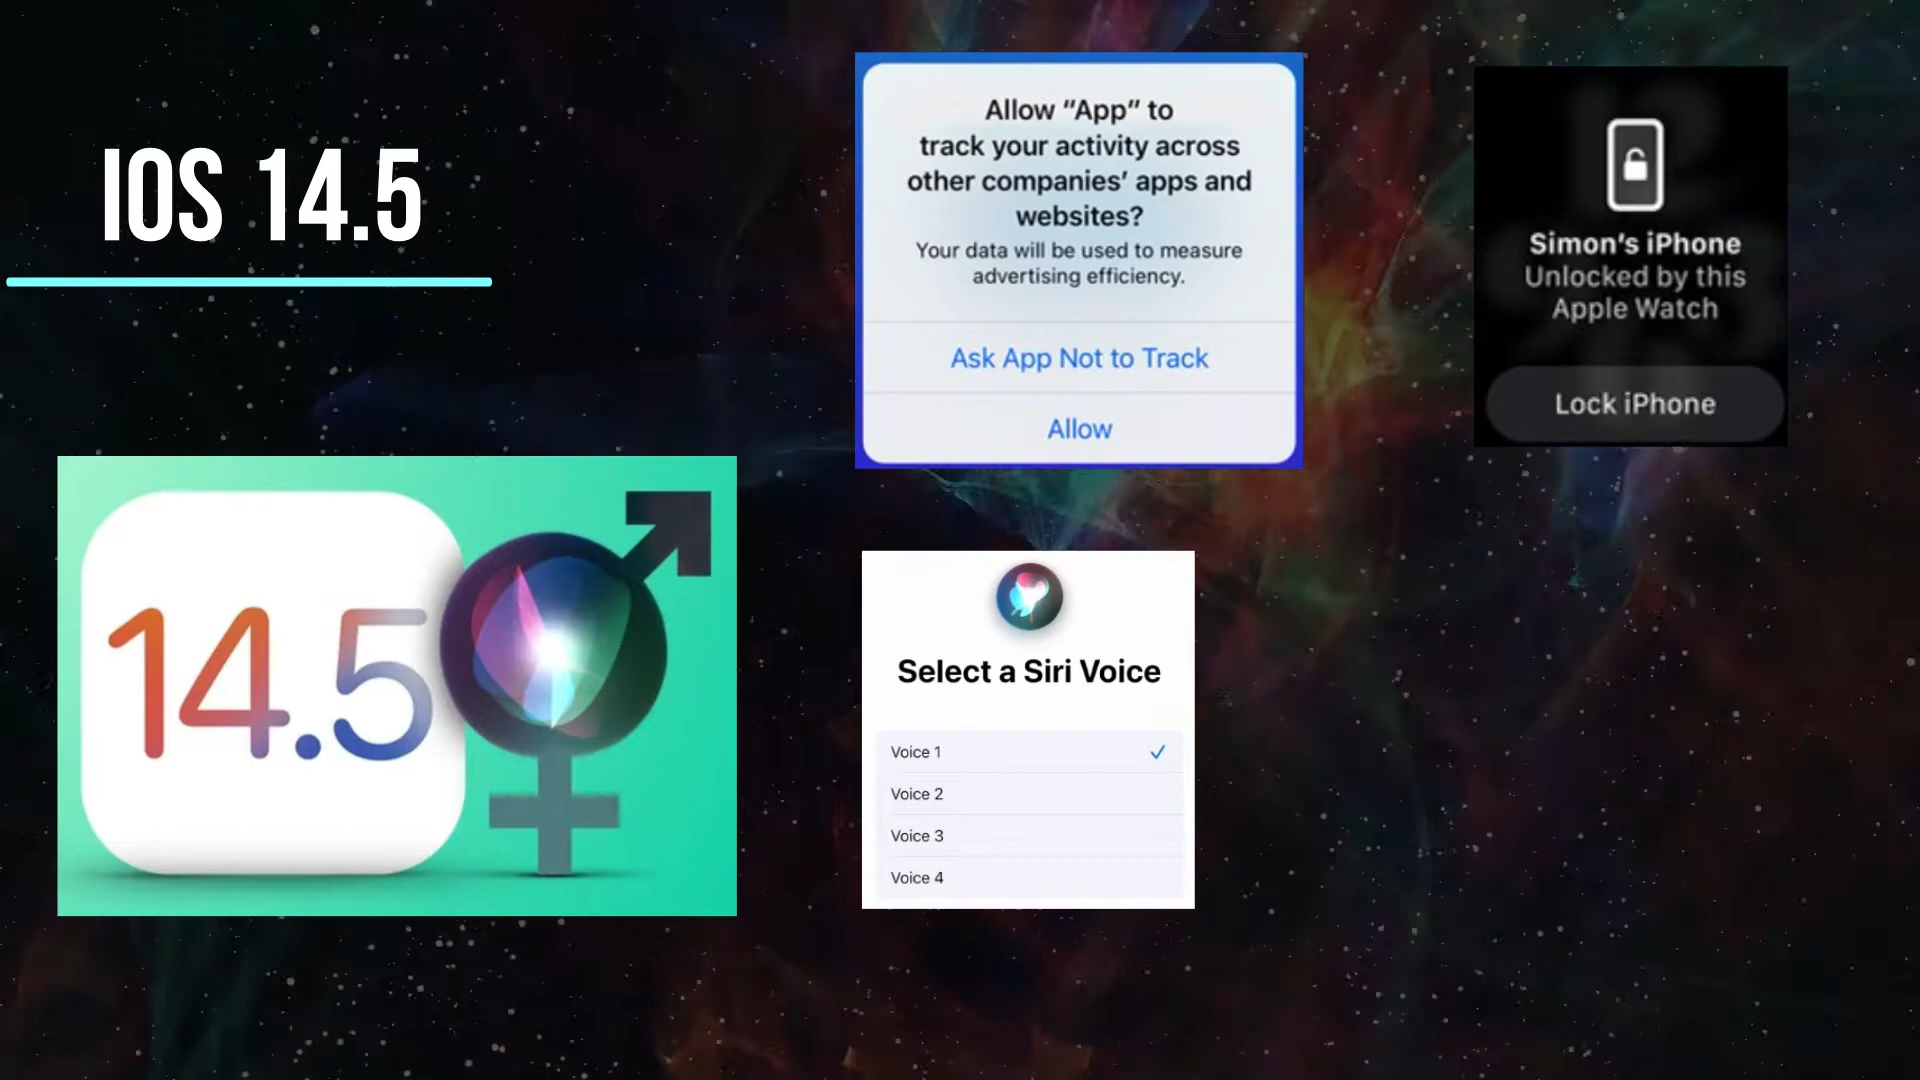 IOS 14.5
Allow “App” to
track your activity across
other companies’ apps and
websites?
Your data will be used to measure
advertising efficiency.
Ask App Not to Track
Allow
Simon’s iPhone
Unlocked by this
Apple Watch
Lock iPhone
14.5
Select a Siri Voice
Voice 1
Voice 2
Voice 3
Voice 4